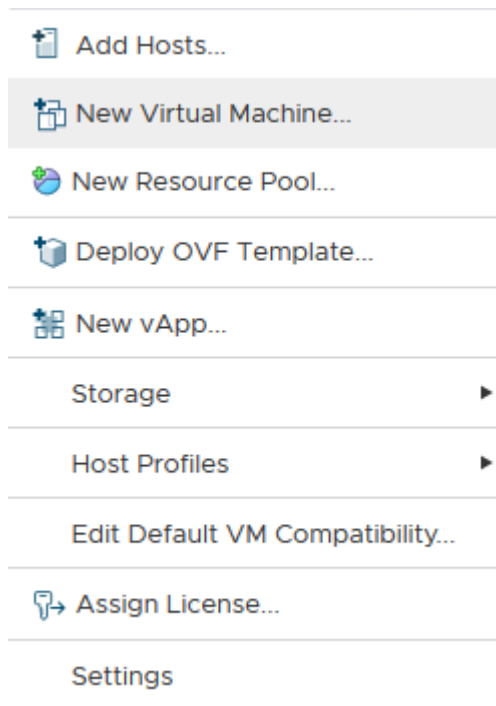 Add Hosts...
New Virtual Machine...
New Resource Pool...
Deploy OVF Template...
New vApp...
Storage
Host Profiles
Edit Default VM Compatibility...
Assign License...
Settings